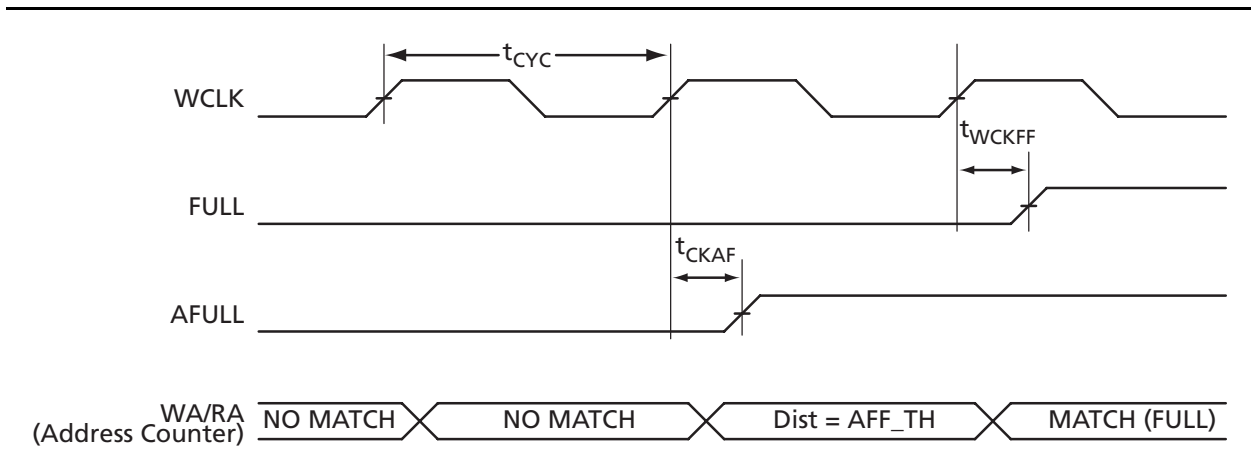 tCYC
WCLK
tWCKFF
FULL
tCKAF
AFULL
WA/RA
(Address Counter)
NO MATCH
NO MATCH
Dist = AFF_TH
MATCH (FULL)